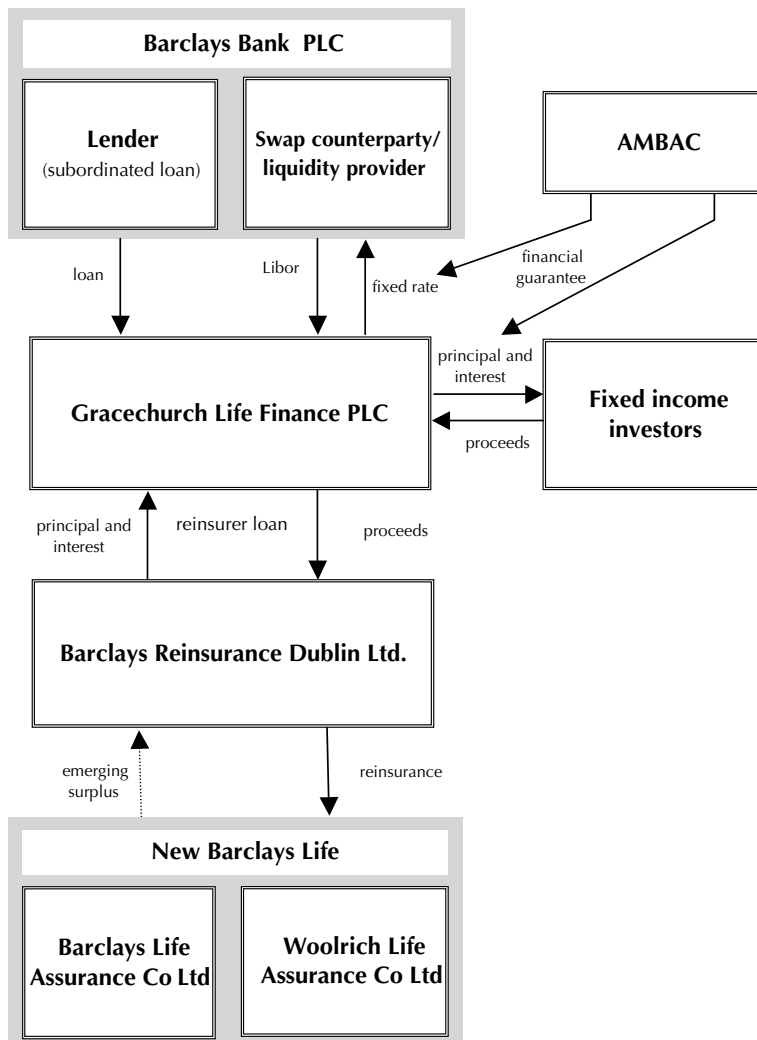 Barclays Bank PLC
Lender
(subordinated loan)
Swap counterparty/
liquidity provider
AMBAC
loan
Libor
fixed rate
financial
guarantee
principal and
interest
Gracechurch Life Finance PLC
Fixed income
investors
proceeds
principal and
interest
reinsurer loan
proceeds
Barclays Reinsurance Dublin Ltd.
emerging
surplus
reinsurance
New Barclays Life
Barclays Life
Assurance Co Ltd
Woolrich Life
Assurance Co Ltd